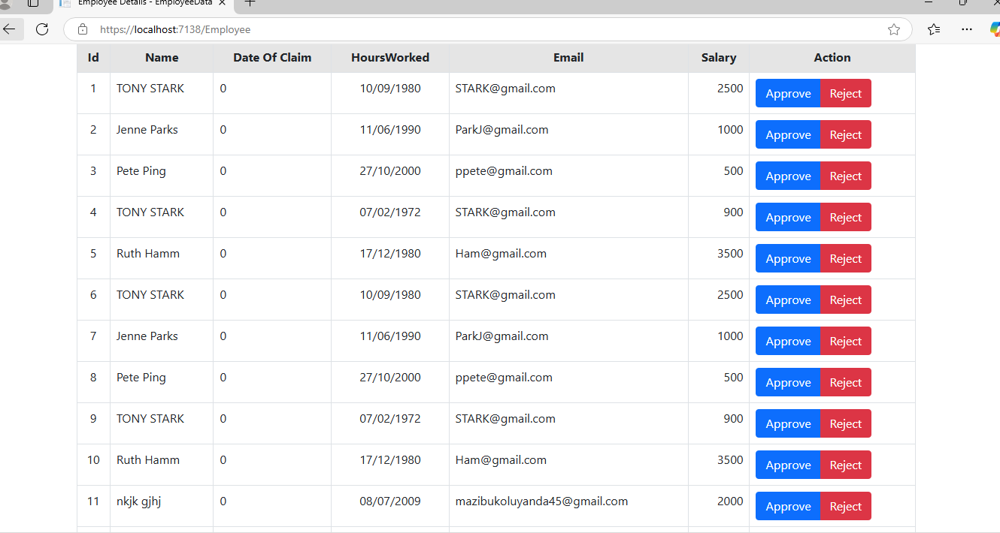 Employee Details - EmployeeData
https://localhost:7138/Employee
Id Name Date Of Claim HoursWorked Email Salary Action
1 TONY STARK 0 10/09/1980 STARK@gmail.com 2500 Approve Reject
2 Jenne Parks 0 11/06/1990 ParkJ@gmail.com 1000 Approve Reject
3 Pete Ping 0 27/10/2000 ppete@gmail.com 500 Approve Reject
4 TONY STARK 0 07/02/1972 STARK@gmail.com 900 Approve Reject
5 Ruth Hamm 0 17/12/1980 Ham@gmail.com 3500 Approve Reject
6 TONY STARK 0 10/09/1980 STARK@gmail.com 2500 Approve Reject
7 Jenne Parks 0 11/06/1990 ParkJ@gmail.com 1000 Approve Reject
8 Pete Ping 0 27/10/2000 ppete@gmail.com 500 Approve Reject
9 TONY STARK 0 07/02/1972 STARK@gmail.com 900 Approve Reject
10 Ruth Hamm 0 17/12/1980 Ham@gmail.com 3500 Approve Reject
11 nkjk gjhj 0 08/07/2009 mazibukoluyanda45@gmail.com 2000 Approve Reject